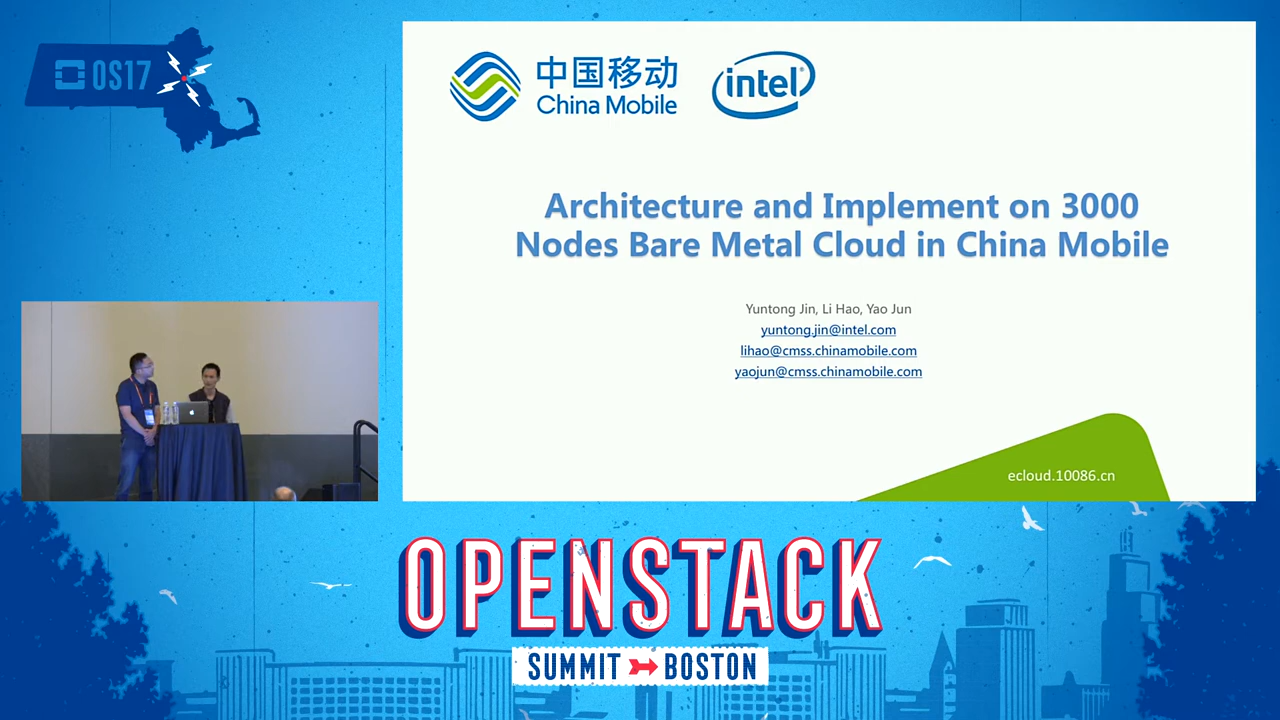 OS17
中国移动
China Mobile
intel
Architecture and Implement on 3000
Nodes Bare Metal Cloud in China Mobile
Yuntong Jin, Li Hao, Yao Jun
yuntong.jin@intel.com
lihao@cmss.chinamobile.com
yaojun@cmss.chinamobile.com
ecloud.10086.cn
OPENSTACK
SUMMIT BOSTON